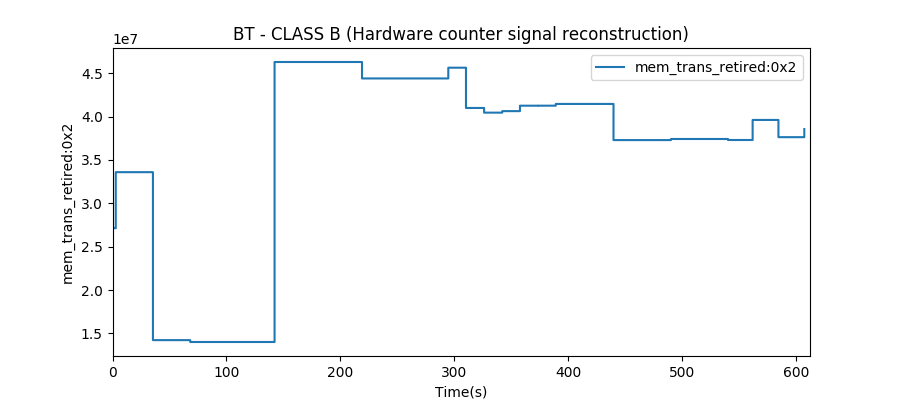 BT - CLASS B (Hardware counter signal reconstruction)
1e7
mem_trans_retired:0x2
4.5
4.0
3.5
3.0
2.5
2.0
1.5
mem_trans_retired:0x2
0 100 200 300 400 500 600
Time(s)